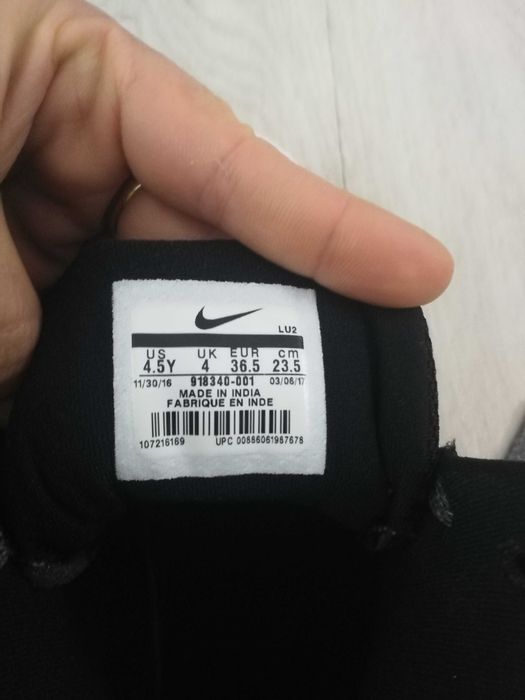 LU2
US UK EUR cm
4.5Y 4 36.5 23.5
11/30/16 918340-001 03/06/17
MADE IN INDIA
FABRIQUE EN INDE
107216169 UPC 00886061987678